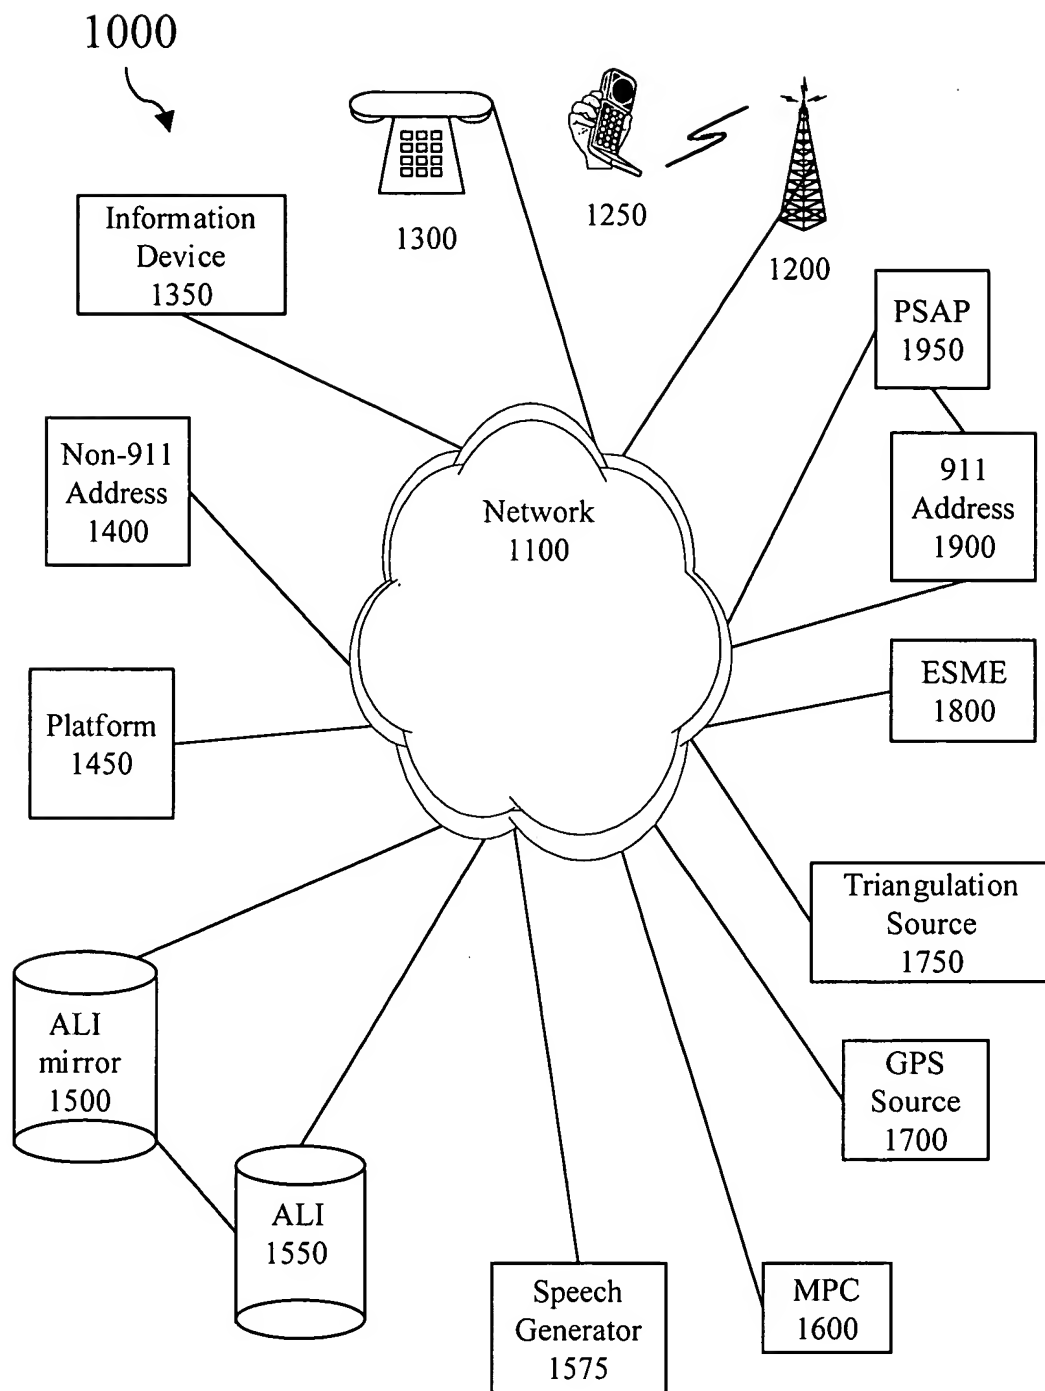 1000
1300
1250
1200
Information
Device
1350
PSAP
1950
Non-911
Address
1400
Network
1100
911
Address
1900
Platform
1450
ESME
1800
Triangulation
Source
1750
ALI
mirror
1500
GPS
Source
1700
ALI
1550
Speech
Generator
1575
MPC
1600